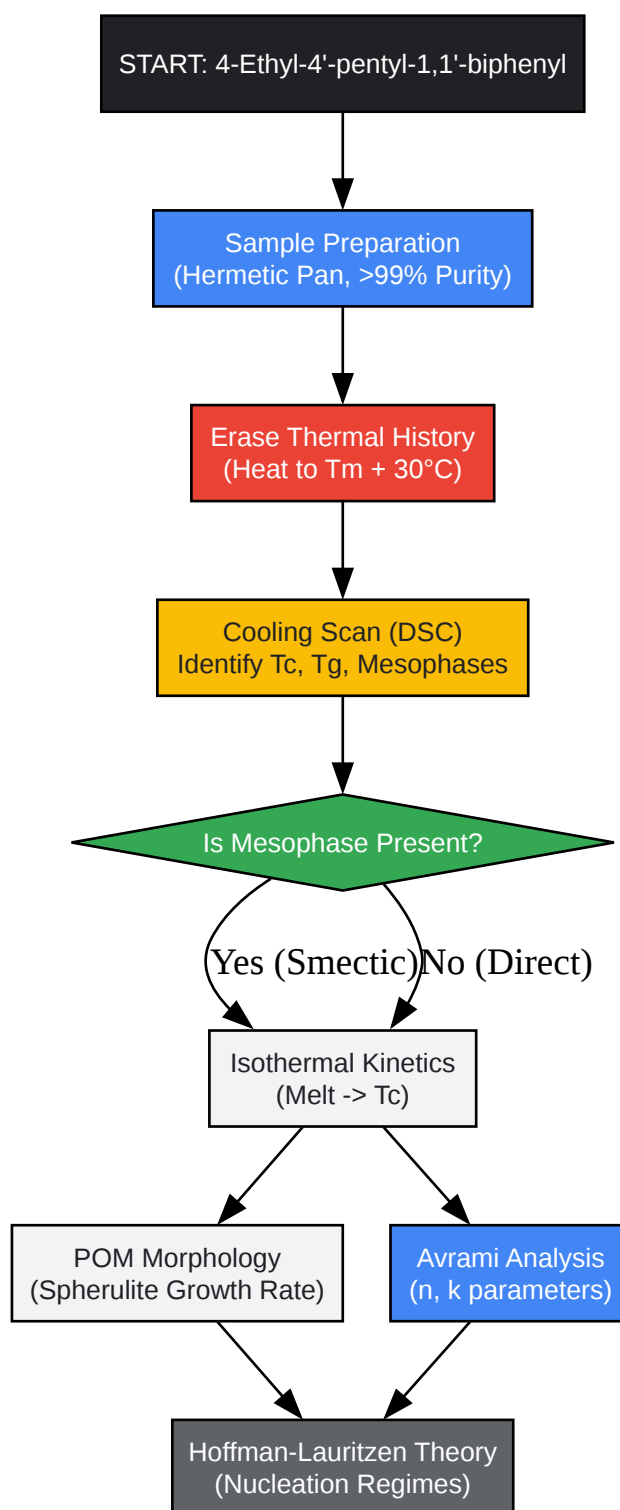 START: 4-Ethyl-4'-pentyl-1,1'-biphenyl
Sample Preparation
(Hermetic Pan, >99% Purity)
Erase Thermal History
(Heat to Tm + 30°C)
Cooling Scan (DSC)
Identify Tc, Tg, Mesophases
Is Mesophase Present?
Yes (Smectic)
No (Direct)
Isothermal Kinetics
(Melt -> Tc)
POM Morphology
(Spherulite Growth Rate)
Avrami Analysis
(n, k parameters)
Hoffman-Lauritzen Theory
(Nucleation Regimes)